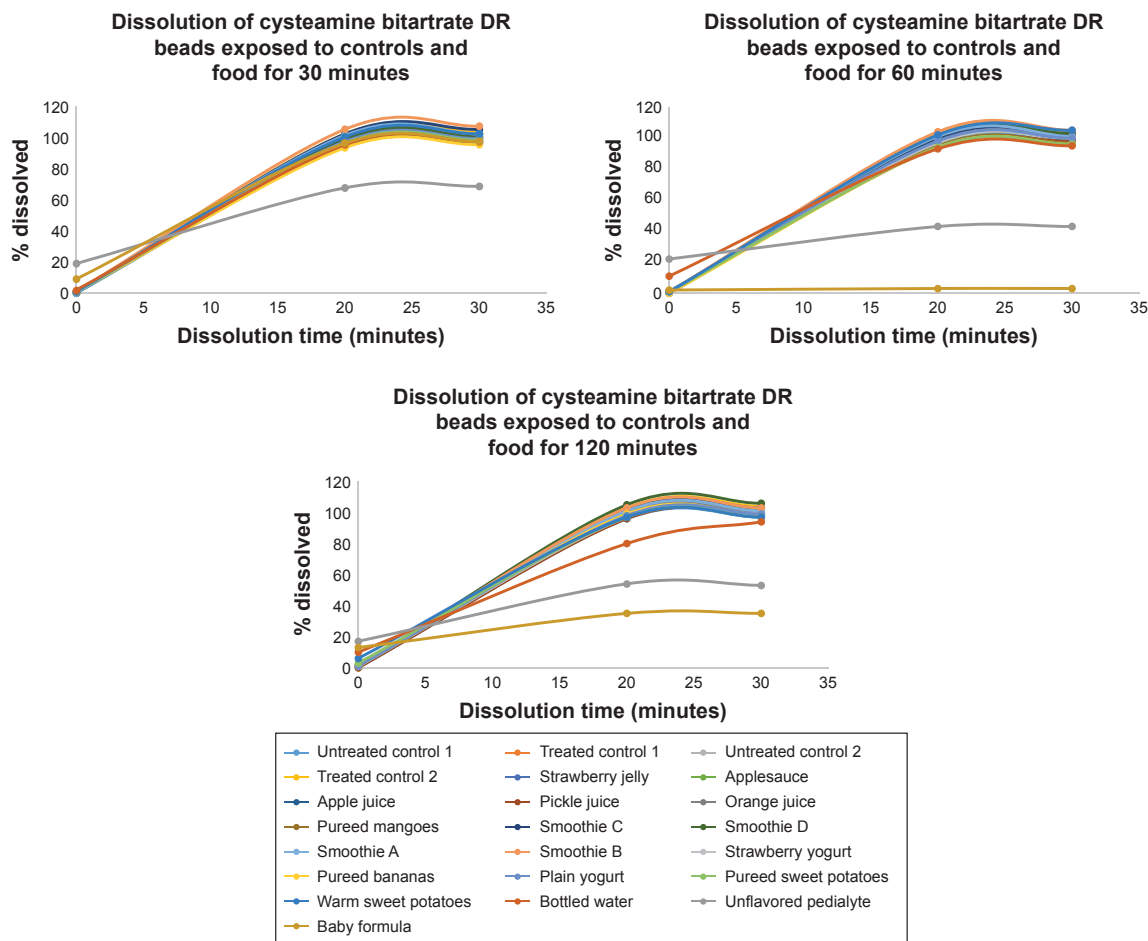 Dissolution of cysteamine bitartrate DR
beads exposed to controls and
food for 30 minutes
120
100
80
60
40
20
0
% dissolved
0 5 10 15 20 25 30 35
Dissolution time (minutes)
Dissolution of cysteamine bitartrate DR
beads exposed to controls and
food for 60 minutes
120
100
80
60
40
20
0
% dissolved
0 5 10 15 20 25 30 35
Dissolution time (minutes)
Dissolution of cysteamine bitartrate DR
beads exposed to controls and
food for 120 minutes
120
100
80
60
40
20
0
% dissolved
0 5 10 15 20 25 30 35
Dissolution time (minutes)
Untreated control 1 Treated control 1 Untreated control 2
Treated control 2 Strawberry jelly Applesauce
Apple juice Pickle juice Orange juice
Pureed mangoes Smoothie C Smoothie D
Smoothie A Smoothie B Strawberry yogurt
Pureed bananas Plain yogurt Pureed sweet potatoes
Warm sweet potatoes Bottled water Unflavored pedialyte
Baby formula